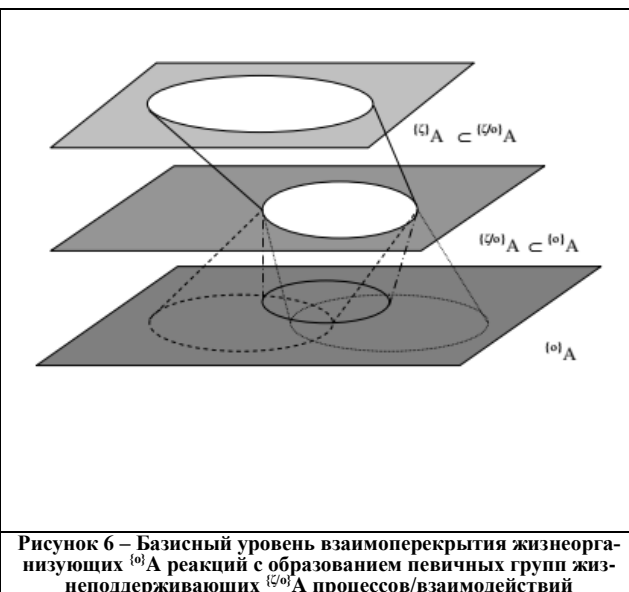 {ζ}A ⊂ {ζ/o}A
{ζ/o}A ⊂ {o}A
{o}A
Рисунок 6 – Базисный уровень взаимоперекрытия жизнеорга-
низующих {o}A реакций с образованием певичных групп жиз-
неподдерживающих {ζ/o}A процессов/взаимодействий